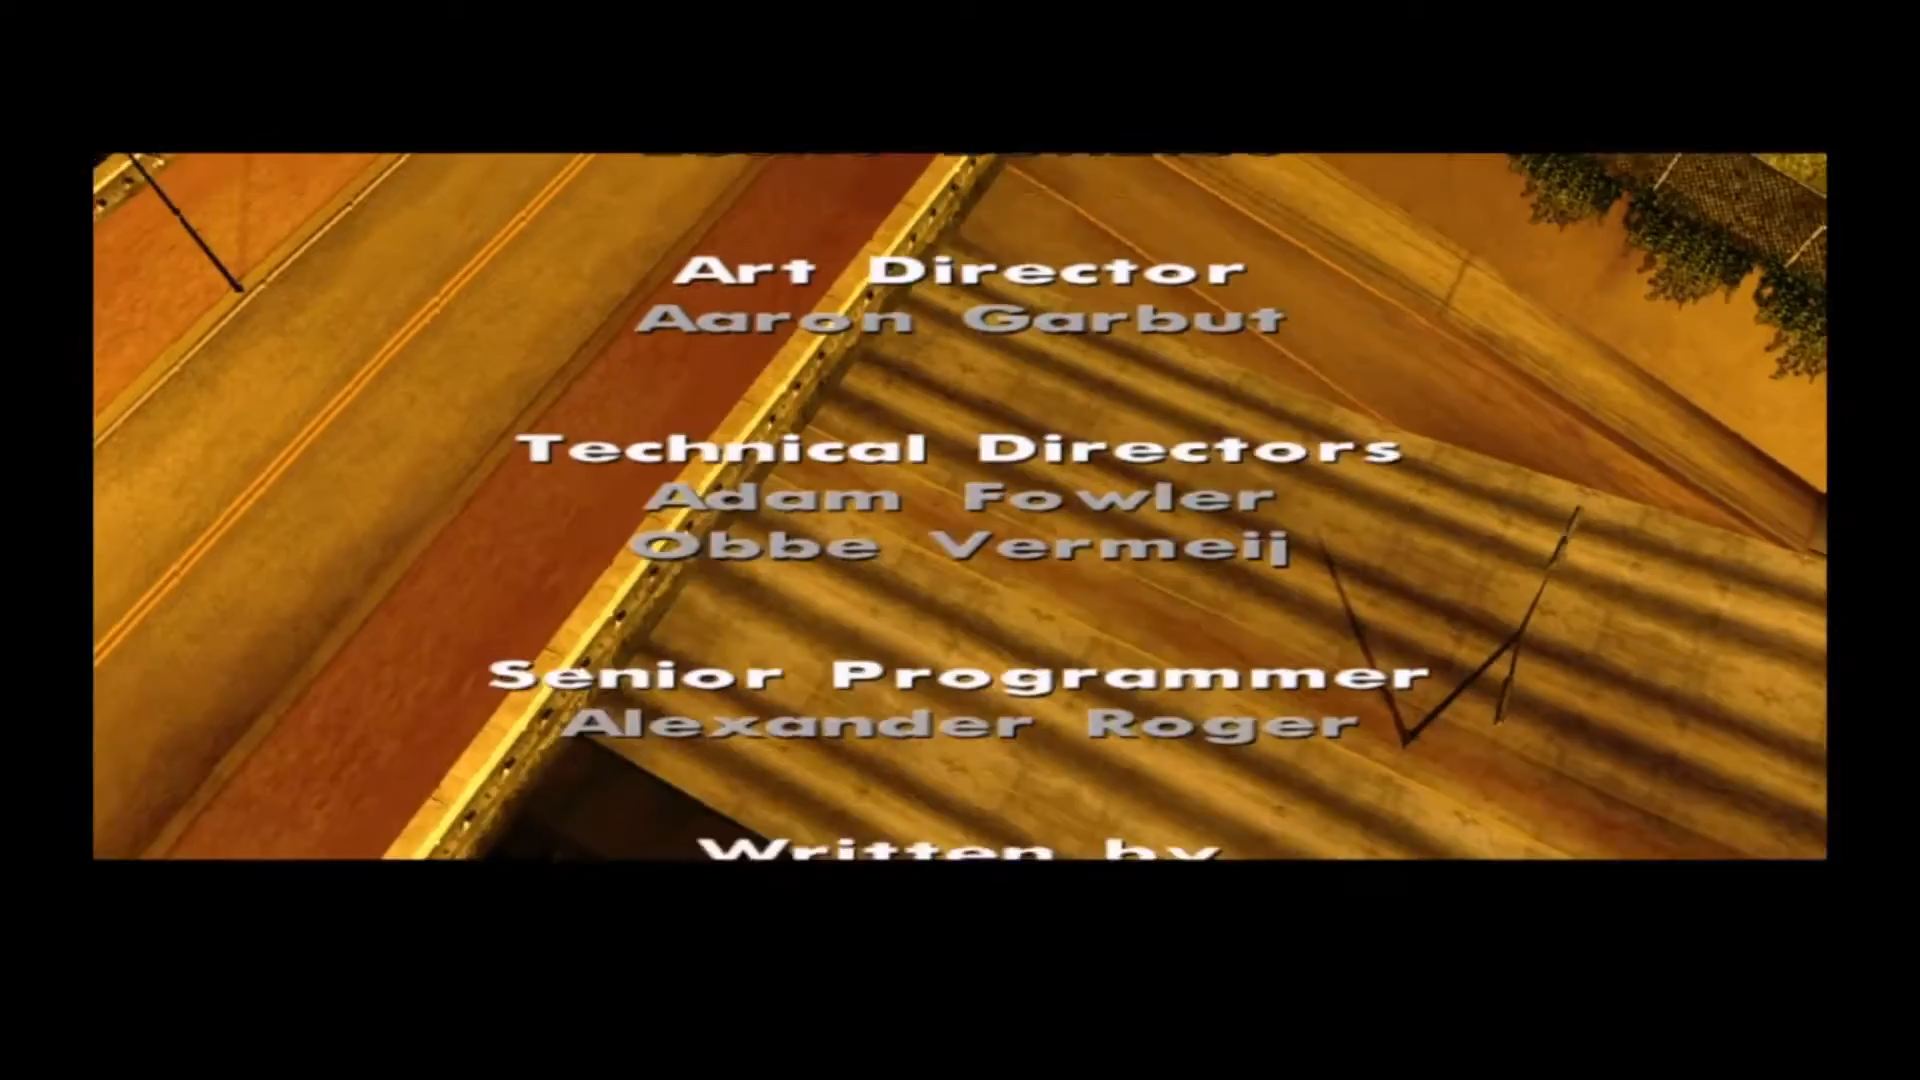 Art Director
Aaron Garbut
Technical Directors
Adam Fowler
Obbe Vermeij
Senior Programmer
Alexander Roger
Written by